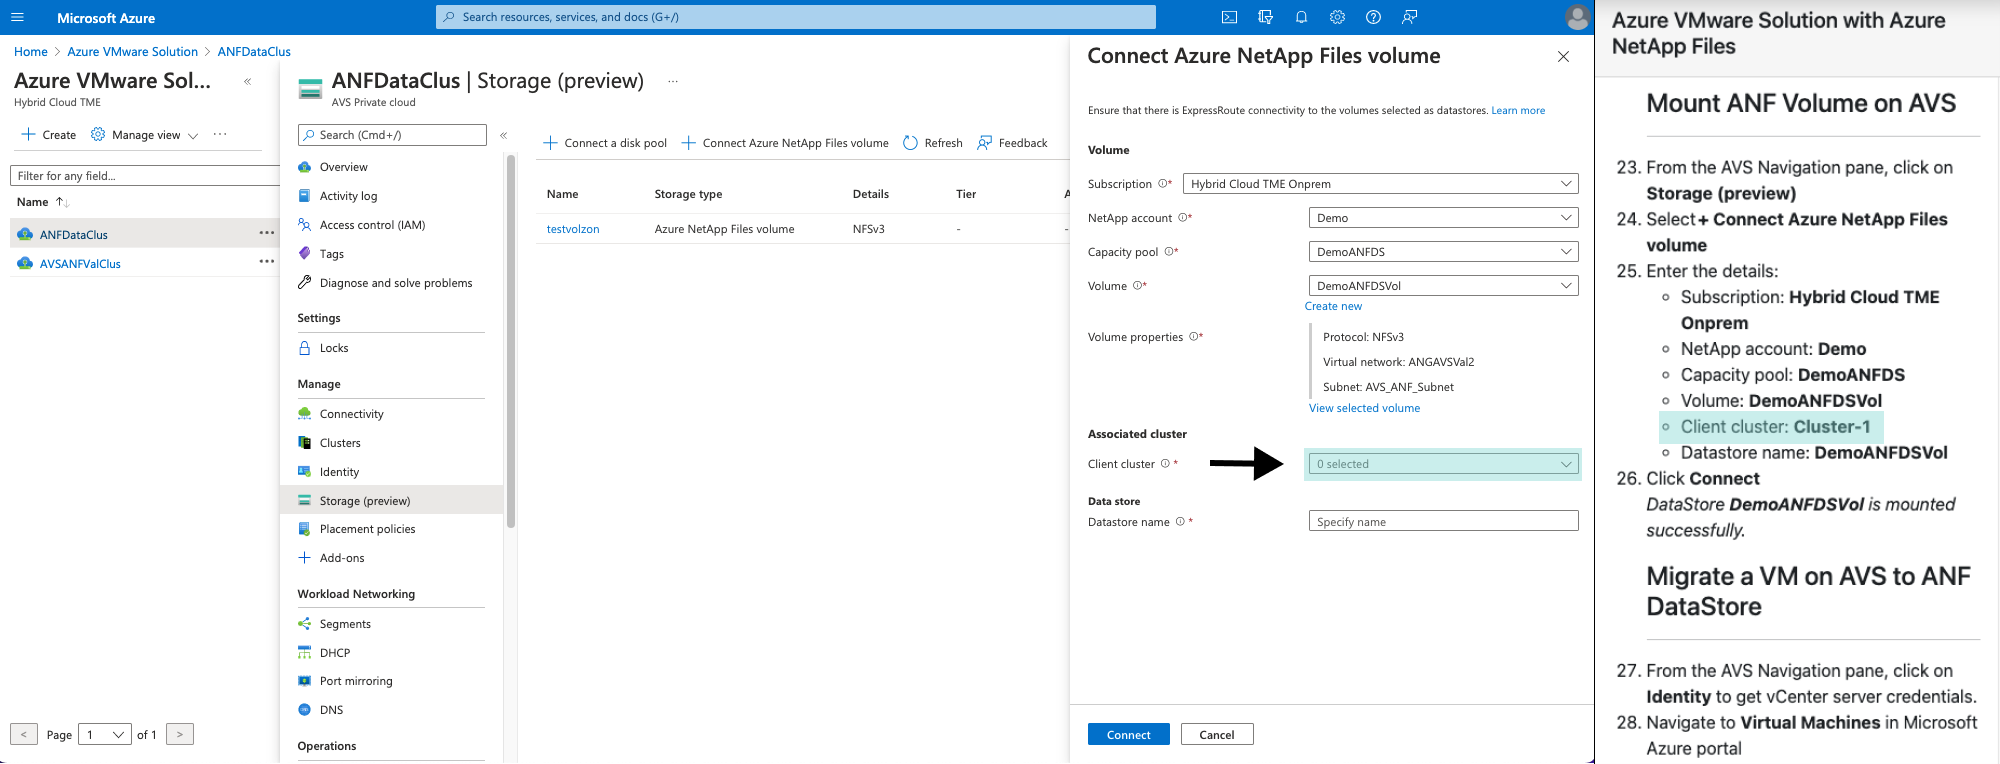 Microsoft Azure
Search resources, services, and docs (G+/)
Home > Azure VMware Solution > ANFDataClus
Azure VMware Sol...
«
Hybrid Cloud TME
Create
Manage view
...
Filter for any field...
Name ↑↓
ANFDataClus
...
AVSANFValClus
...
<
Page
1
of 1
>
ANFDataClus | Storage (preview)
...
AVS Private cloud
Search (Cmd+/)
«
Overview
Activity log
Access control (IAM)
Tags
Diagnose and solve problems
Settings
Locks
Manage
Connectivity
Clusters
Identity
Storage (preview)
Placement policies
Add-ons
Workload Networking
Segments
DHCP
Port mirroring
DNS
Operations
Connect a disk pool
Connect Azure NetApp Files volume
Refresh
Feedback
Name Storage type Details Tier A
testvolzon Azure NetApp Files volume NFSv3 - -
Connect Azure NetApp Files volume
Ensure that there is ExpressRoute connectivity to the volumes selected as datastores. Learn more
Volume
Subscription * Hybrid Cloud TME Onprem
NetApp account * Demo
Capacity pool * DemoANFDS
Volume * DemoANFDSVol
Create new
Volume properties * Protocol: NFSv3
Virtual network: ANGAVSVal2
Subnet: AVS_ANF_Subnet
View selected volume
Associated cluster
Client cluster * 0 selected
Data store
Datastore name * Specify name
Connect
Cancel
Azure VMware Solution with Azure
NetApp Files
Mount ANF Volume on AVS
23. From the AVS Navigation pane, click on
Storage (preview)
24. Select + Connect Azure NetApp Files
volume
25. Enter the details:
Subscription: Hybrid Cloud TME
Onprem
NetApp account: Demo
Capacity pool: DemoANFDS
Volume: DemoANFDSVol
Client cluster: Cluster-1
Datastore name: DemoANFDSVol
26. Click Connect
DataStore DemoANFDSVol is mounted
successfully.
Migrate a VM on AVS to ANF
DataStore
27. From the AVS Navigation pane, click on
Identity to get vCenter server credentials.
28. Navigate to Virtual Machines in Microsoft
Azure portal